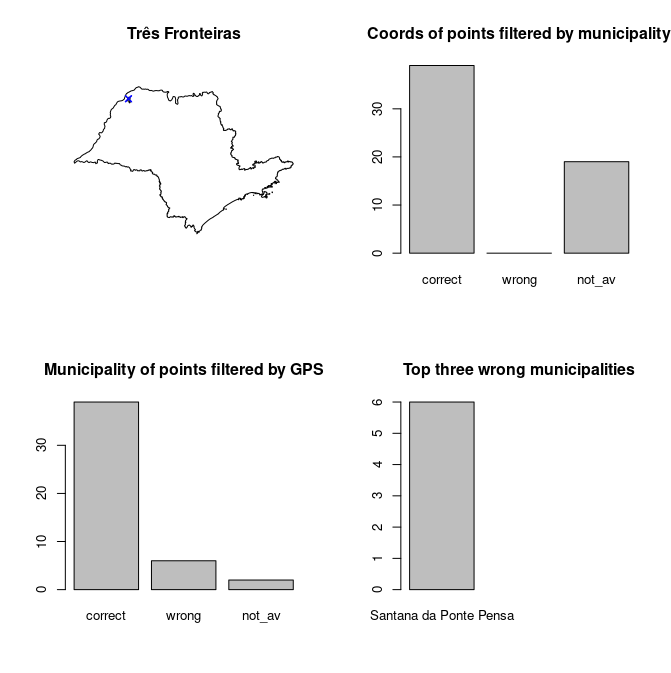 Três Fronteiras
Coords of points filtered by municipality
30
20
10
0
correct wrong not_av
Municipality of points filtered by GPS
30
20
10
0
correct wrong not_av
Top three wrong municipalities
6
5
4
3
2
1
0
Santana da Ponte Pensa